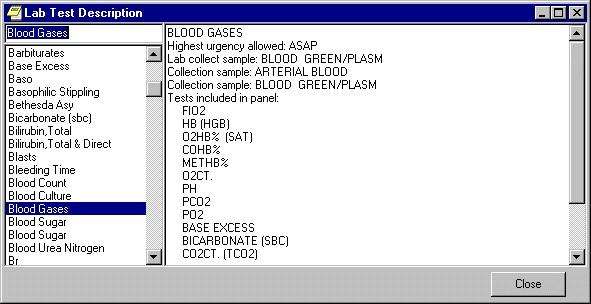 Lab Test Description
Blood Gases
Barbiturates
Base Excess
Baso
Basophilic Stippling
Bethesda Asy
Bicarbonate (sbc)
Bilirubin,Total
Bilirubin,Total & Direct
Blasts
Bleeding Time
Blood Count
Blood Culture
Blood Gases
Blood Sugar
Blood Sugar
Blood Urea Nitrogen
Br
BLOOD GASES
Highest urgency allowed: ASAP
Lab collect sample: BLOOD  GREEN/PLASM
Collection sample: ARTERIAL BLOOD
Collection sample: BLOOD  GREEN/PLASM
Tests included in panel:
FIO2
HB (HGB)
O2HB%  (SAT)
COHB%
METHB%
O2CT.
PH
PCO2
PO2
BASE EXCESS
BICARBONATE (SBC)
CO2CT. (TCO2)
Close